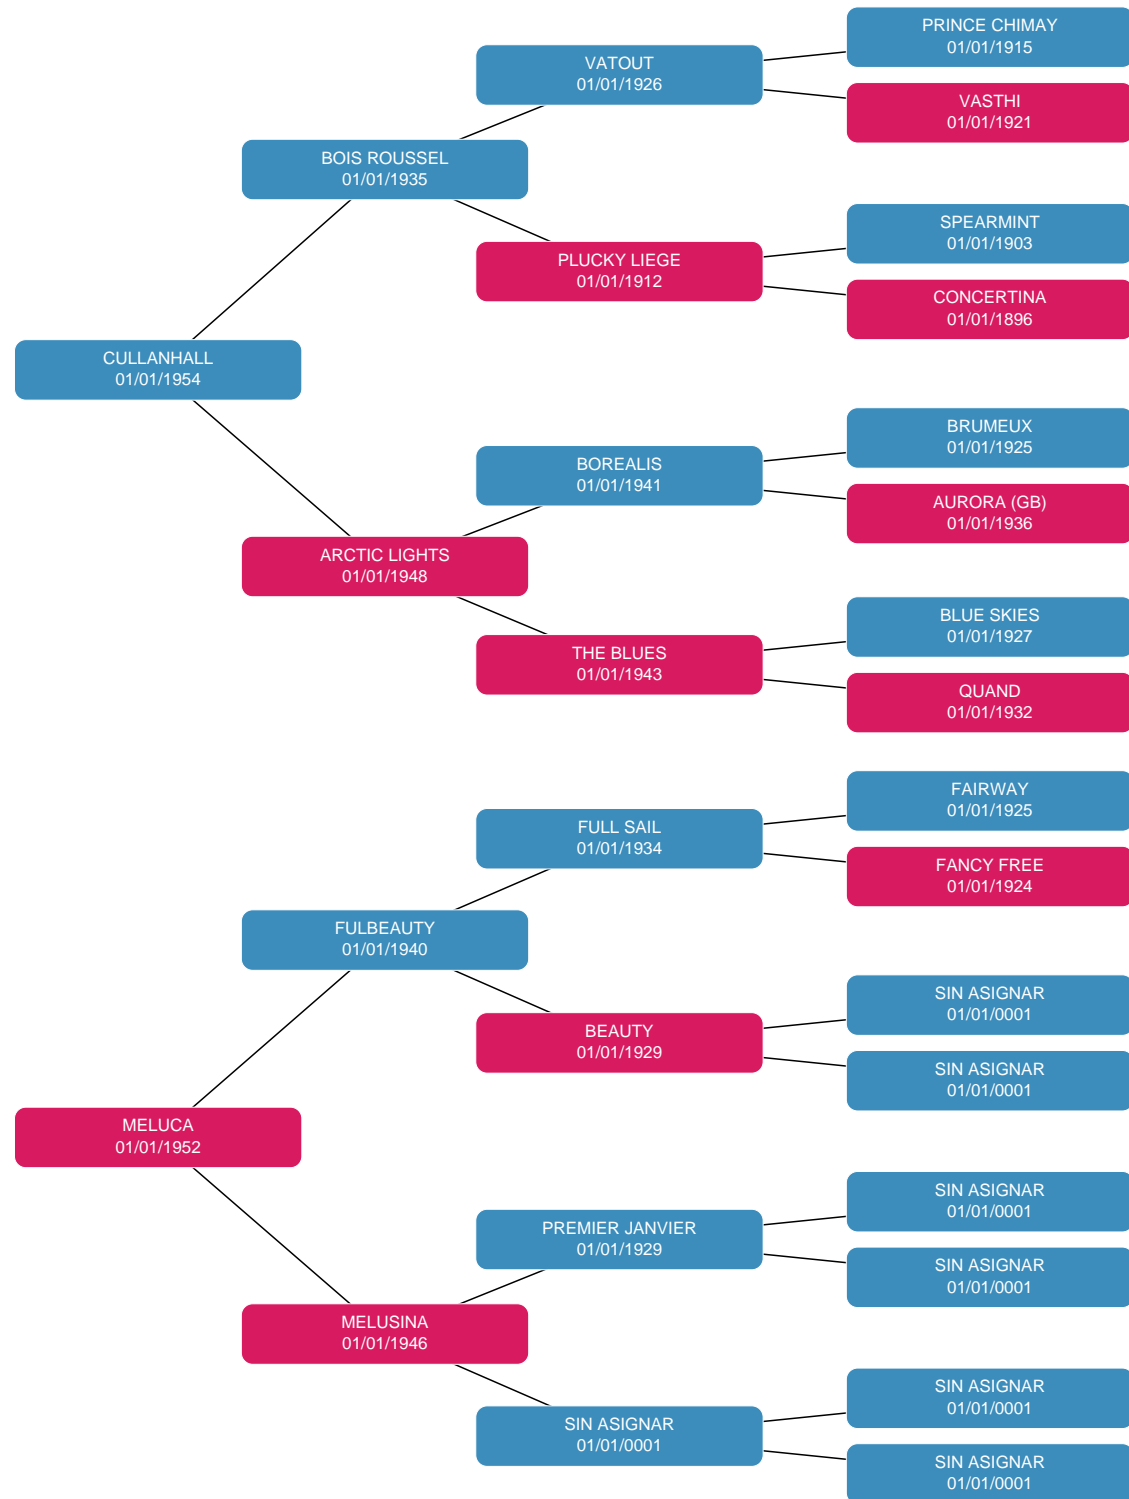 PRINCE CHIMAY
01/01/1915
VATOUT
01/01/1926
VASTHI
01/01/1921
BOIS ROUSSEL
01/01/1935
SPEARMINT
01/01/1903
PLUCKY LIEGE
01/01/1912
CONCERTINA
01/01/1896
CULLANHALL
01/01/1954
BRUMEUX
01/01/1925
BOREALIS
01/01/1941
AURORA (GB)
01/01/1936
ARCTIC LIGHTS
01/01/1948
BLUE SKIES
01/01/1927
THE BLUES
01/01/1943
QUAND
01/01/1932
FAIRWAY
01/01/1925
FULL SAIL
01/01/1934
FANCY FREE
01/01/1924
FULBEAUTY
01/01/1940
SIN ASIGNAR
01/01/0001
BEAUTY
01/01/1929
SIN ASIGNAR
01/01/0001
MELUCA
01/01/1952
SIN ASIGNAR
01/01/0001
PREMIER JANVIER
01/01/1929
SIN ASIGNAR
01/01/0001
MELUSINA
01/01/1946
SIN ASIGNAR
01/01/0001
SIN ASIGNAR
01/01/0001
SIN ASIGNAR
01/01/0001